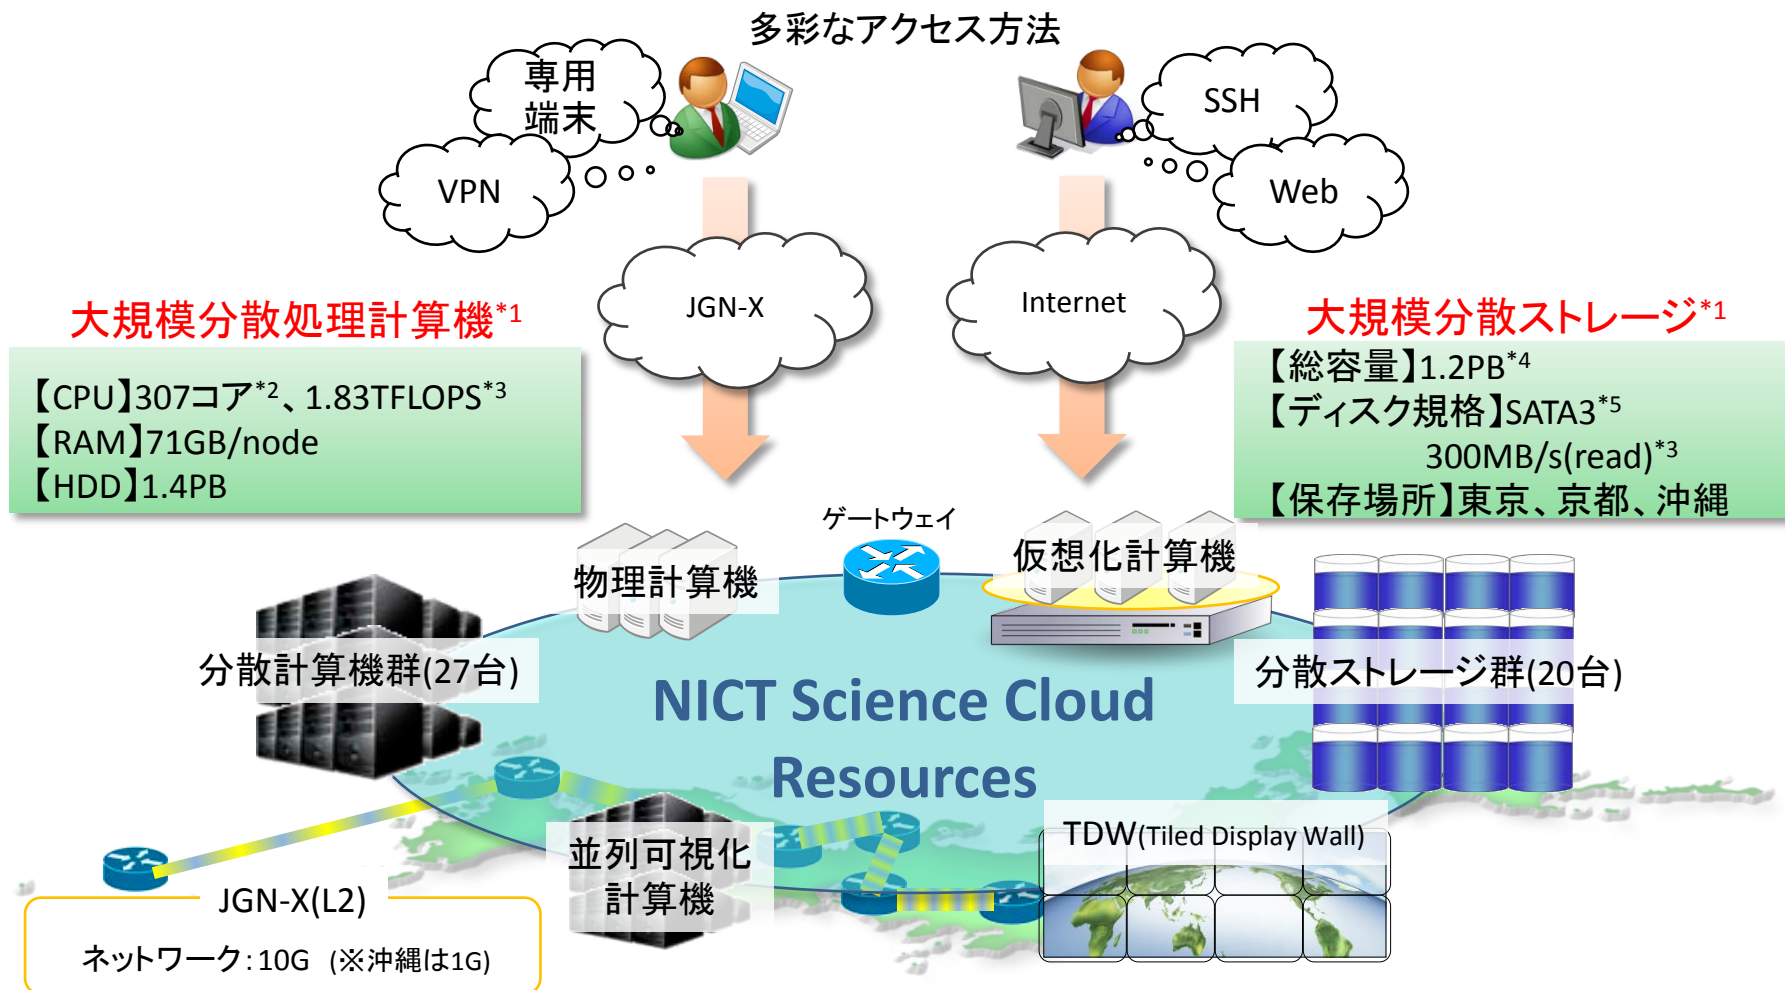 多彩なアクセス方法
専用
端末
VPN
SSH
Web
JGN-X
Internet
大規模分散処理計算機*1
【CPU】307コア*2、1.83TFLOPS*3
【RAM】71GB/node
【HDD】1.4PB
大規模分散ストレージ*1
【総容量】1.2PB*4
【ディスク規格】SATA3*5
300MB/s(read)*3
【保存場所】東京、京都、沖縄
ゲートウェイ
物理計算機
仮想化計算機
分散計算機群(27台)
分散ストレージ群(20台)
NICT Science Cloud
Resources
並列可視化
計算機
TDW(Tiled Display Wall)
JGN-X(L2)
ネットワーク:10G (※沖縄は1G)